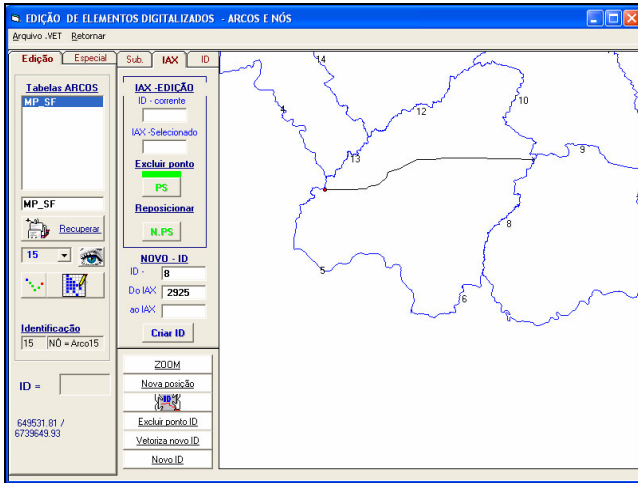 EDIÇÃO DE ELEMENTOS DIGITALIZADOS - ARCOS E NÓS
Arquivo .VET Retornar
Edição Especial
Sub. IAX ID
Tabelas ARCOS
MP_SF
MP_SF
Recuperar
15
Identificação
15 NÓ = Arco15
ID =
649531.81 /
6739649.93
IAX -EDIÇÃO
ID - corrente
IAX -Selecionado
Excluir ponto
PS
Reposicionar
N.PS
NOVO - ID
ID - 8
Do IAX 2925
ao IAX
Criar ID
ZOOM
Nova posição
ID
Excluir ponto ID
Vetoriza novo ID
Novo ID
14
4
12
10
13
9
8
5
6